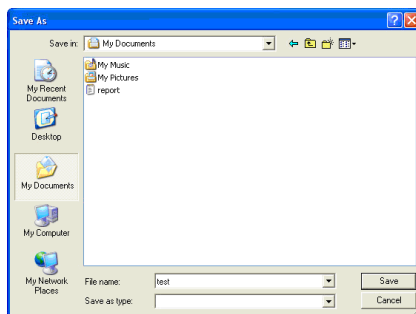 Save As
Save in: My Documents
My Music
My Pictures
report
My Recent
Documents
Desktop
My Documents
My Computer
My Network
Places
File name: test Save
Save as type: Cancel